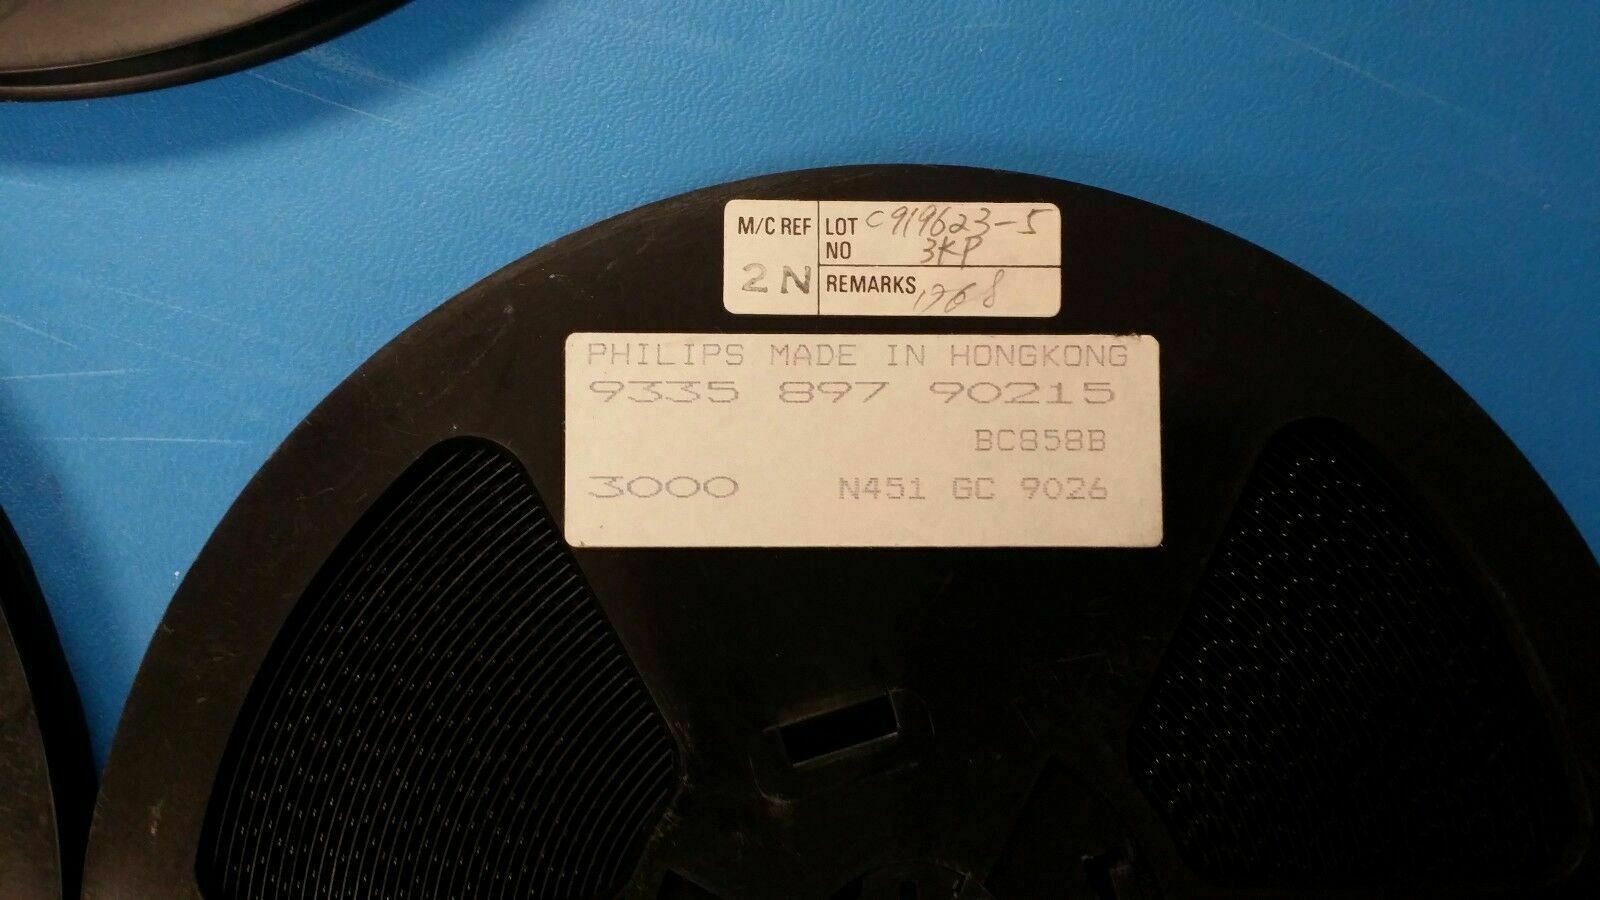 M/C REF
2N
LOT C919623-5
NO 3KP
REMARKS 1768
PHILIPS MADE IN HONGKONG
9335 897 90215
BC858B
3000 N451 GC 9026